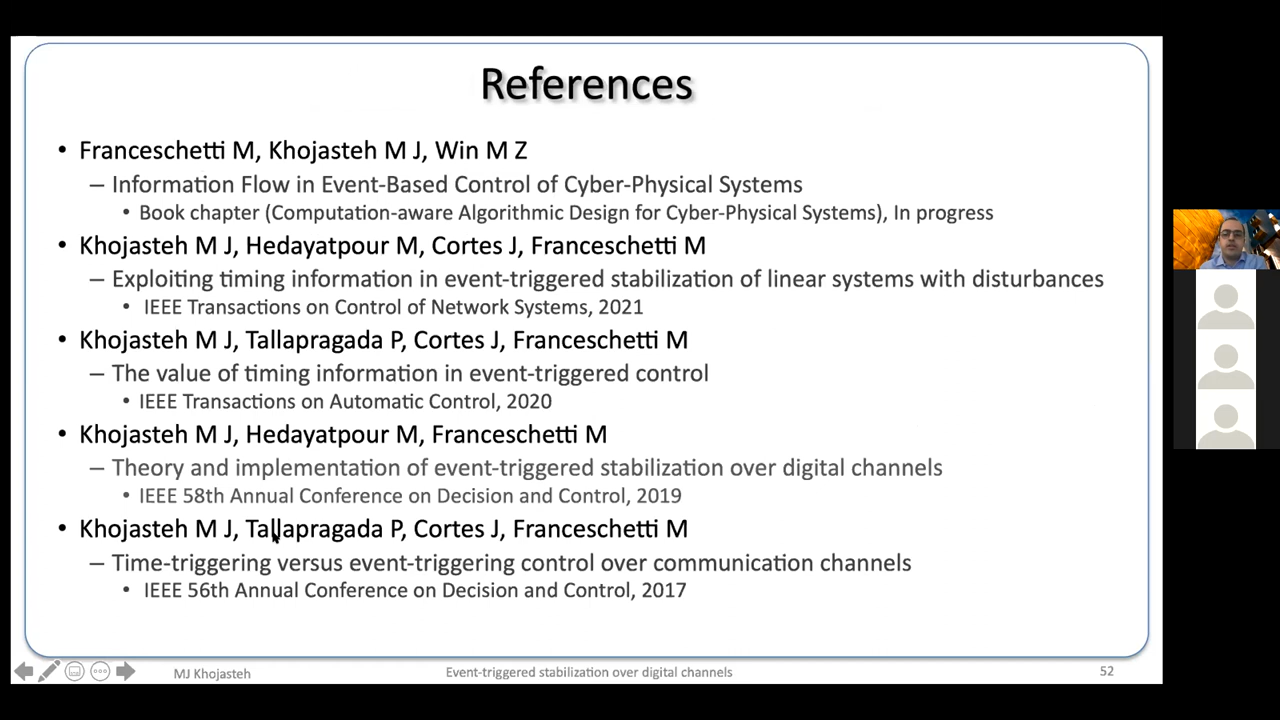 References
• Franceschetti M, Khojasteh M J, Win M Z
– Information Flow in Event-Based Control of Cyber-Physical Systems
• Book chapter (Computation-aware Algorithmic Design for Cyber-Physical Systems), In progress
• Khojasteh M J, Hedayatpour M, Cortes J, Franceschetti M
– Exploiting timing information in event-triggered stabilization of linear systems with disturbances
• IEEE Transactions on Control of Network Systems, 2021
• Khojasteh M J, Tallapragada P, Cortes J, Franceschetti M
– The value of timing information in event-triggered control
• IEEE Transactions on Automatic Control, 2020
• Khojasteh M J, Hedayatpour M, Franceschetti M
– Theory and implementation of event-triggered stabilization over digital channels
• IEEE 58th Annual Conference on Decision and Control, 2019
• Khojasteh M J, Tallapragada P, Cortes J, Franceschetti M
– Time-triggering versus event-triggering control over communication channels
• IEEE 56th Annual Conference on Decision and Control, 2017
MJ Khojasteh
Event-triggered stabilization over digital channels
52